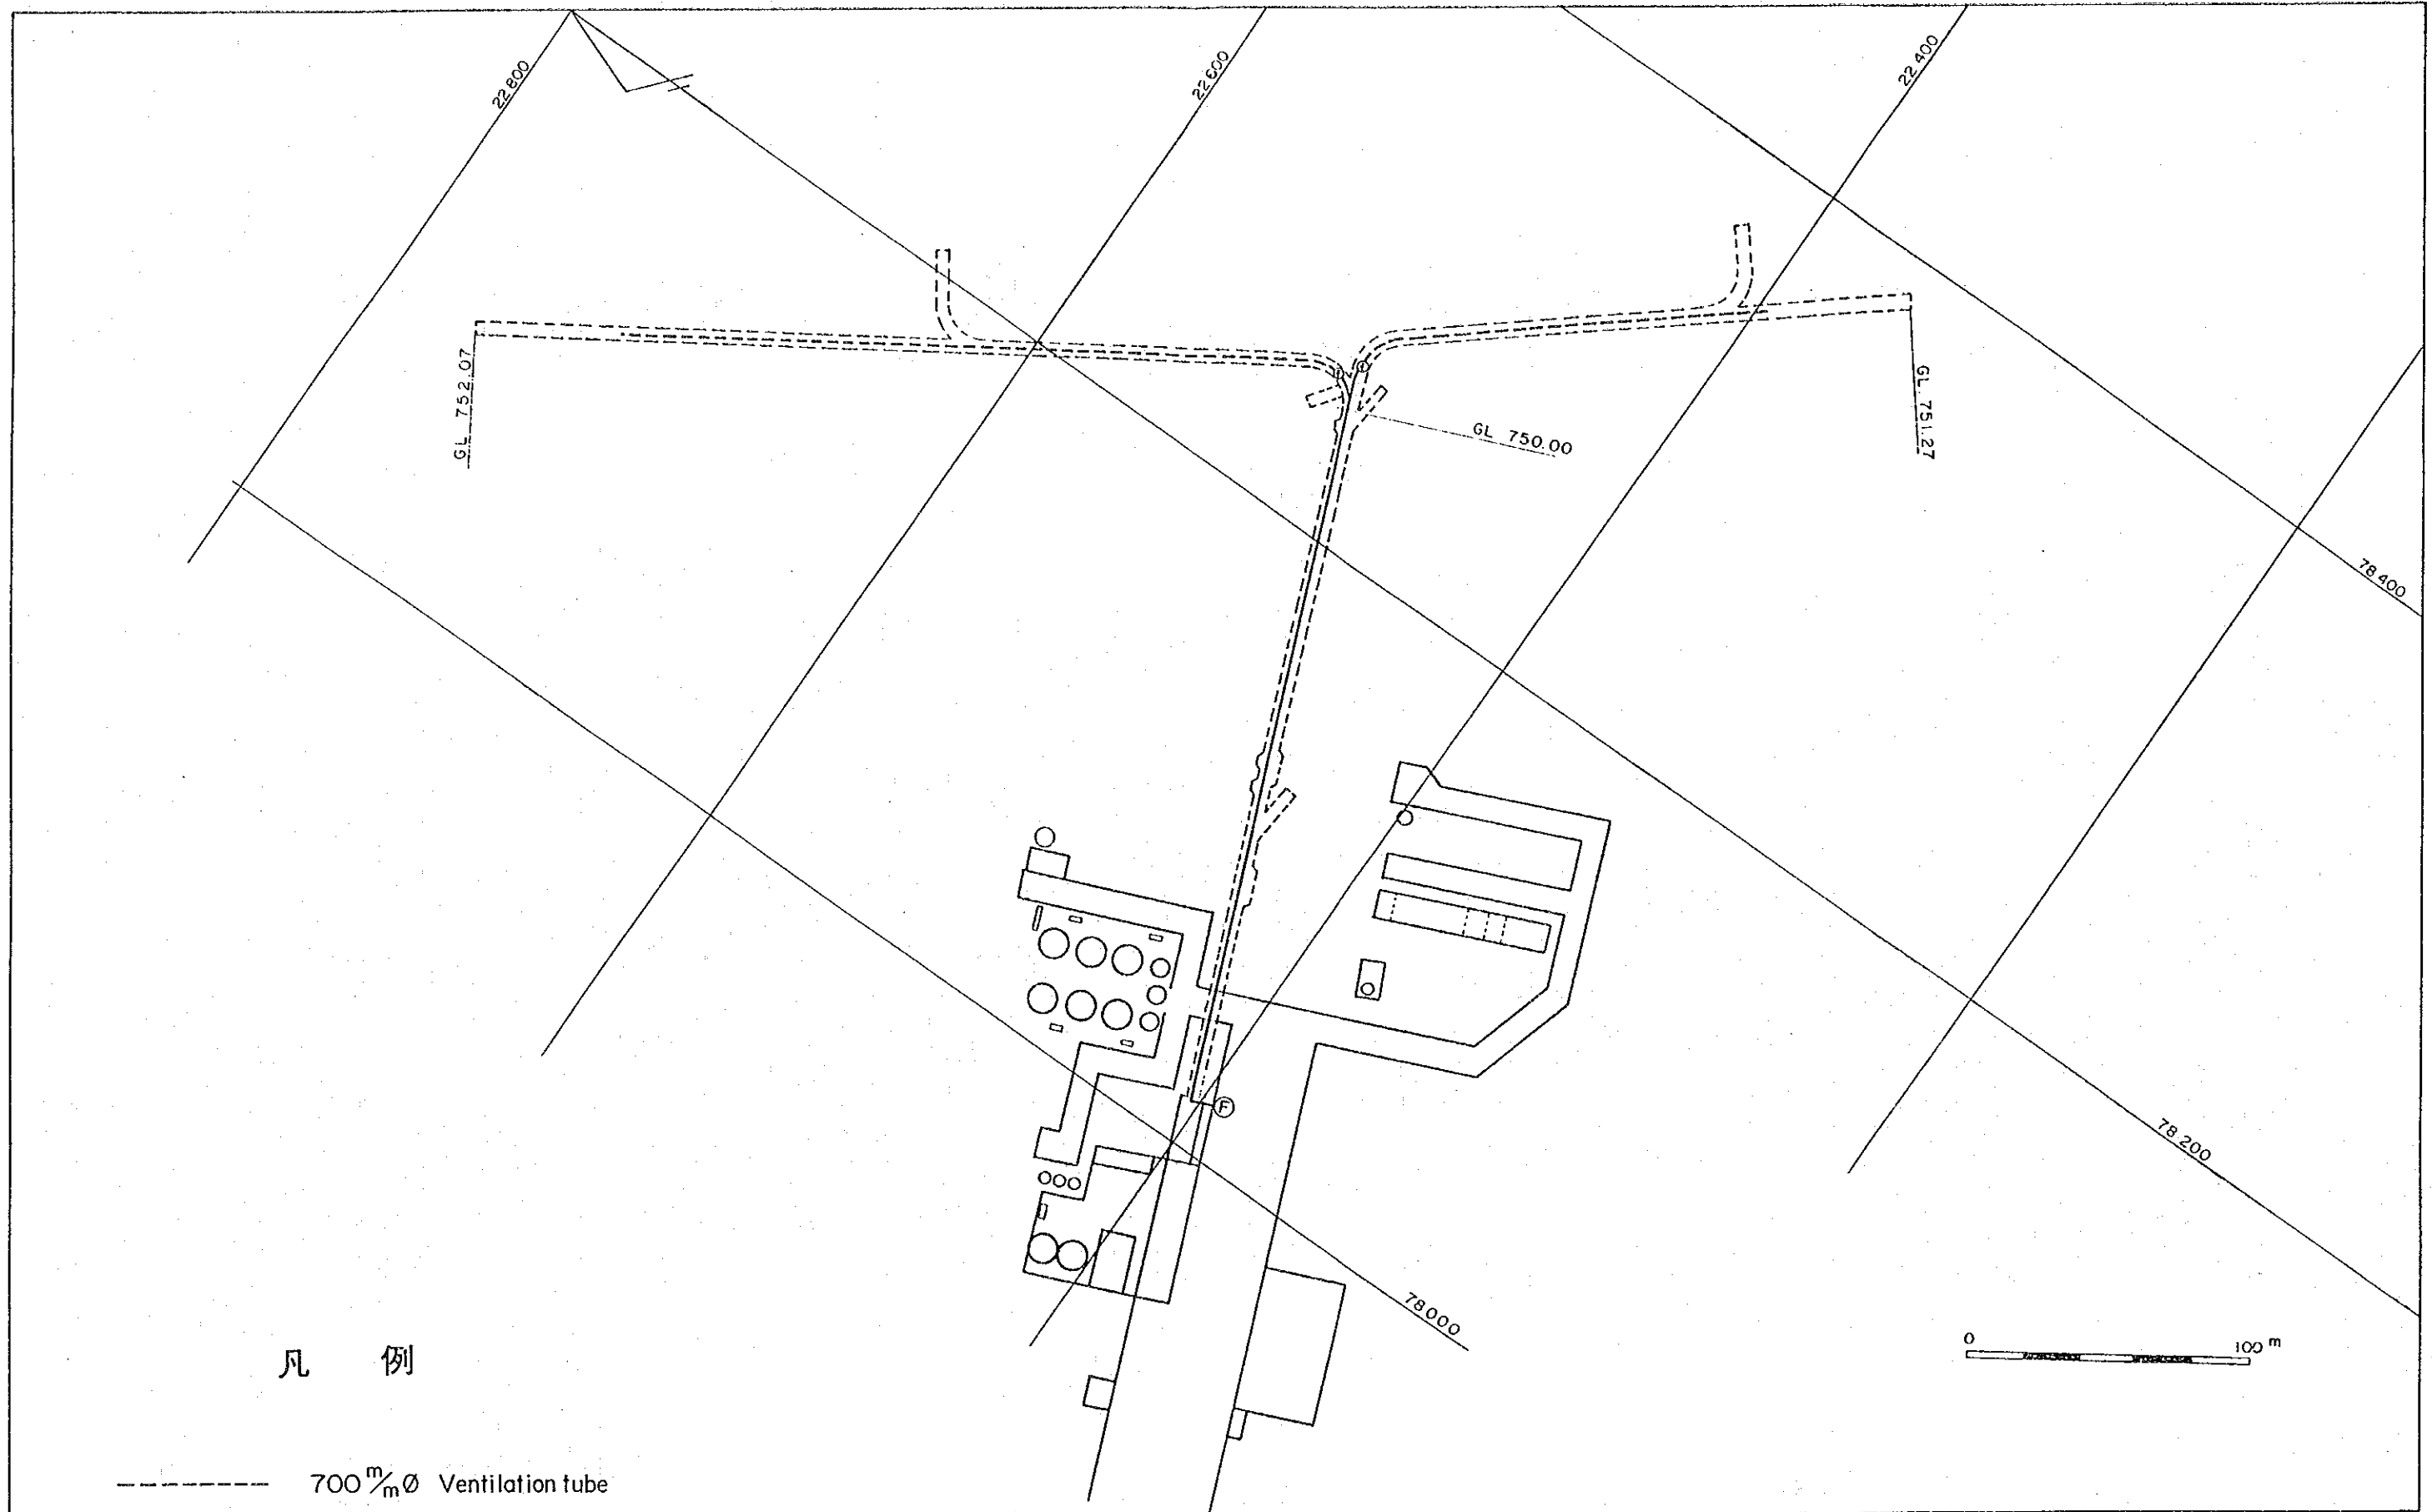 22800
22600
22400
GL 752.07
GL 750.00
GL 751.27
78400
78200
78000
F
0 100 m
凡 例
700 m/m Ø Ventilation tube